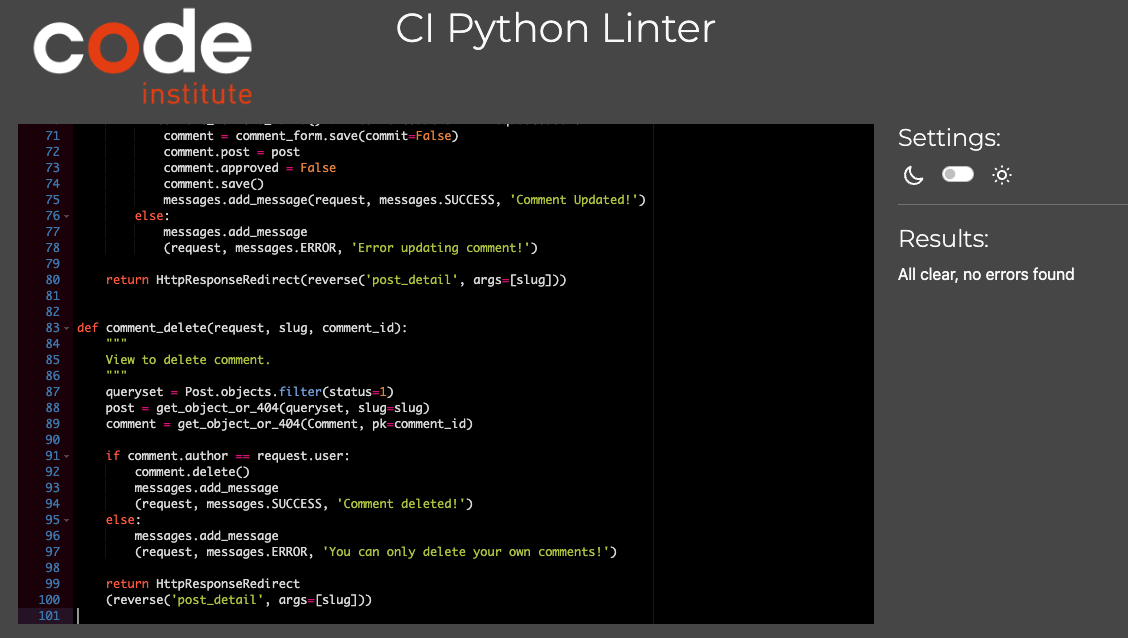 code
institute
CI Python Linter
71 comment = comment_form.save(commit=False)
72 comment.post = post
73 comment.approved = False
74 comment.save()
75 messages.add_message(request, messages.SUCCESS, 'Comment Updated!')
76 else:
77 messages.add_message
78 (request, messages.ERROR, 'Error updating comment!')
79
80 return HttpResponseRedirect(reverse('post_detail', args=[slug]))
81
82
83 def comment_delete(request, slug, comment_id):
84 """
85 View to delete comment.
86 """
87 queryset = Post.objects.filter(status=1)
88 post = get_object_or_404(queryset, slug=slug)
89 comment = get_object_or_404(Comment, pk=comment_id)
90
91 if comment.author == request.user:
92 comment.delete()
93 messages.add_message
94 (request, messages.SUCCESS, 'Comment deleted!')
95 else:
96 messages.add_message
97 (request, messages.ERROR, 'You can only delete your own comments!')
98
99 return HttpResponseRedirect
100 (reverse('post_detail', args=[slug]))
101
Settings:
Results:
All clear, no errors found